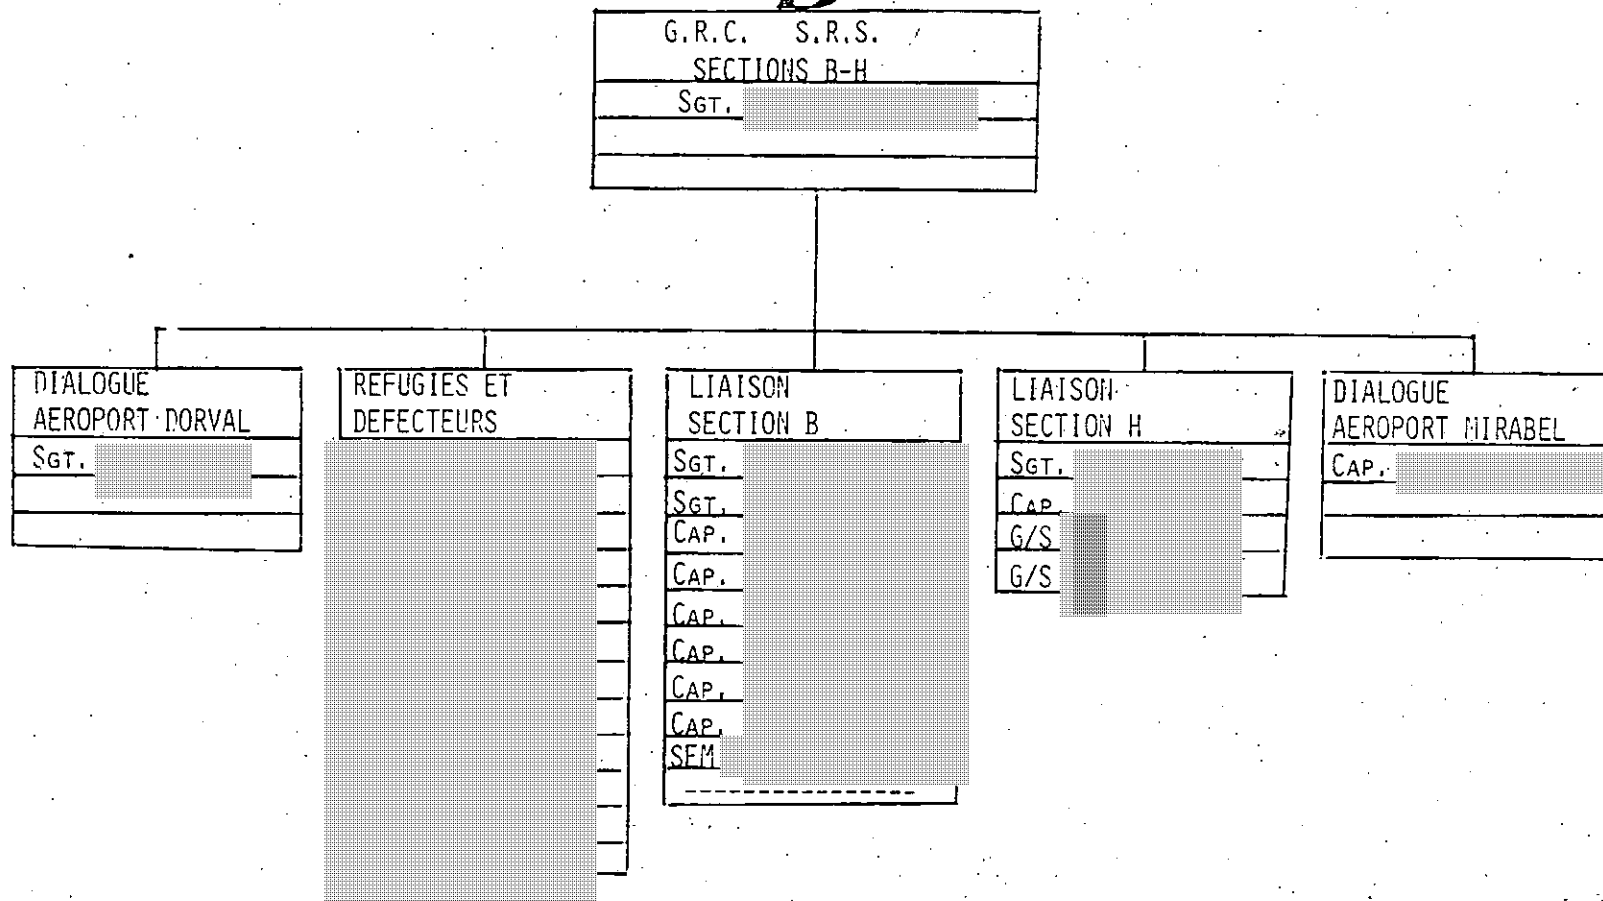 G.R.C. S.R.S.
SECTIONS B-H
SGT.
DIALOGUE
AEROPORT DORVAL
SGT.
REFUGIES ET
DEFECTEURS
LIAISON
SECTION B
SGT.
SGT.
CAP.
CAP.
CAP.
CAP.
CAP.
CAP.
SEM
LIAISON
SECTION H
SGT.
CAP.
G/S
G/S
DIALOGUE
AEROPORT MIRABEL
CAP.